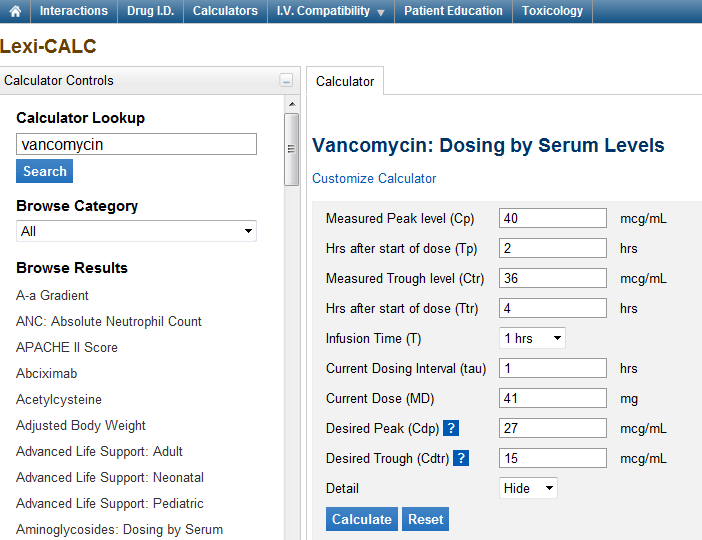 Interactions Drug I.D. Calculators I.V. Compatibility Patient Education Toxicology
Lexi-CALC
Calculator Controls
Calculator Lookup
vancomycin
Search
Browse Category
All
Browse Results
A-a Gradient
ANC: Absolute Neutrophil Count
APACHE II Score
Abciximab
Acetylcysteine
Adjusted Body Weight
Advanced Life Support: Adult
Advanced Life Support: Neonatal
Advanced Life Support: Pediatric
Aminoglycosides: Dosing by Serum
Calculator
Vancomycin: Dosing by Serum Levels
Customize Calculator
Measured Peak level (Cp) 40 mcg/mL
Hrs after start of dose (Tp) 2 hrs
Measured Trough level (Ctr) 36 mcg/mL
Hrs after start of dose (Ttr) 4 hrs
Infusion Time (T) 1 hrs
Current Dosing Interval (tau) 1 hrs
Current Dose (MD) 41 mg
Desired Peak (Cdp) ? 27 mcg/mL
Desired Trough (Cdtr) ? 15 mcg/mL
Detail Hide
Calculate Reset